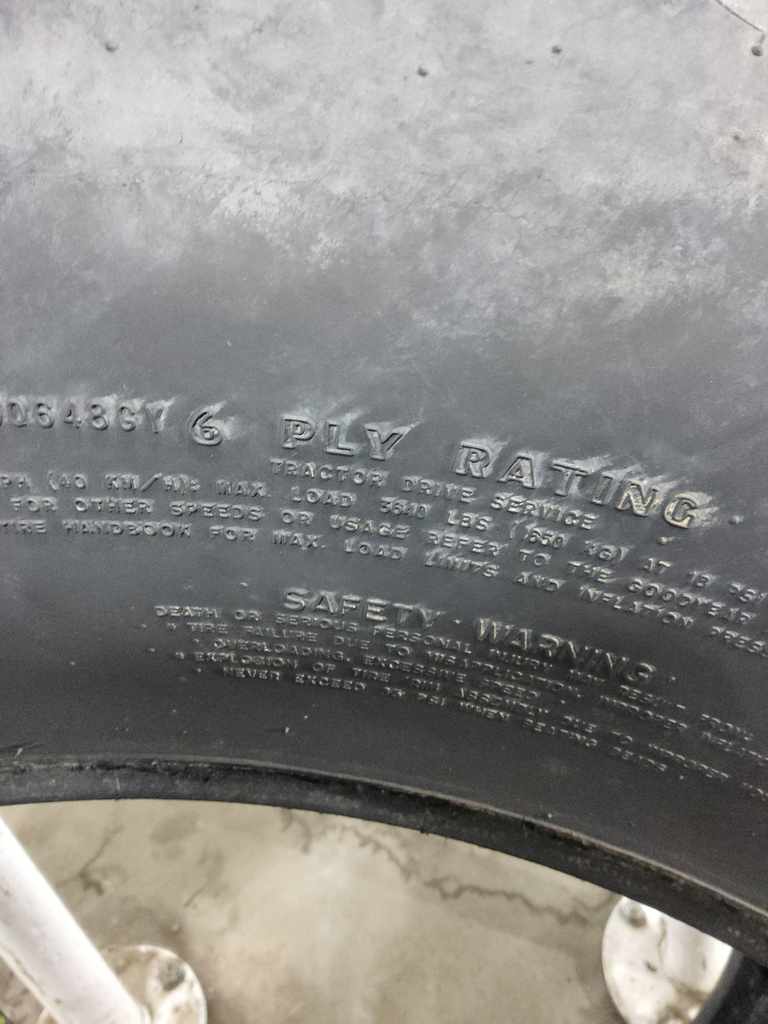 00648GY 6 PLY RATING
TRACTOR DRIVE SERVICE
PH (40 KM/H): MAX. LOAD 3640 LBS (1650 KG) AT 18 PSI
FOR OTHER SPEEDS OR USAGE REFER TO THE GOODYEAR
TIRE HANDBOOK FOR MAX. LOAD LIMITS AND INFLATION PRESS
SAFETY WARNING
DEATH OR SERIOUS PERSONAL INJURY MAY RESULT FROM
TIRE FAILURE DUE TO MISAPPLICATION, IMPROPER
OVERLOADING, EXCESSIVE SPEED.
EXPLOSION OF TIRE RIM ASSEMBLY DUE TO IMPROPER
NEVER EXCEED PSI WHEN SEATING BEADS